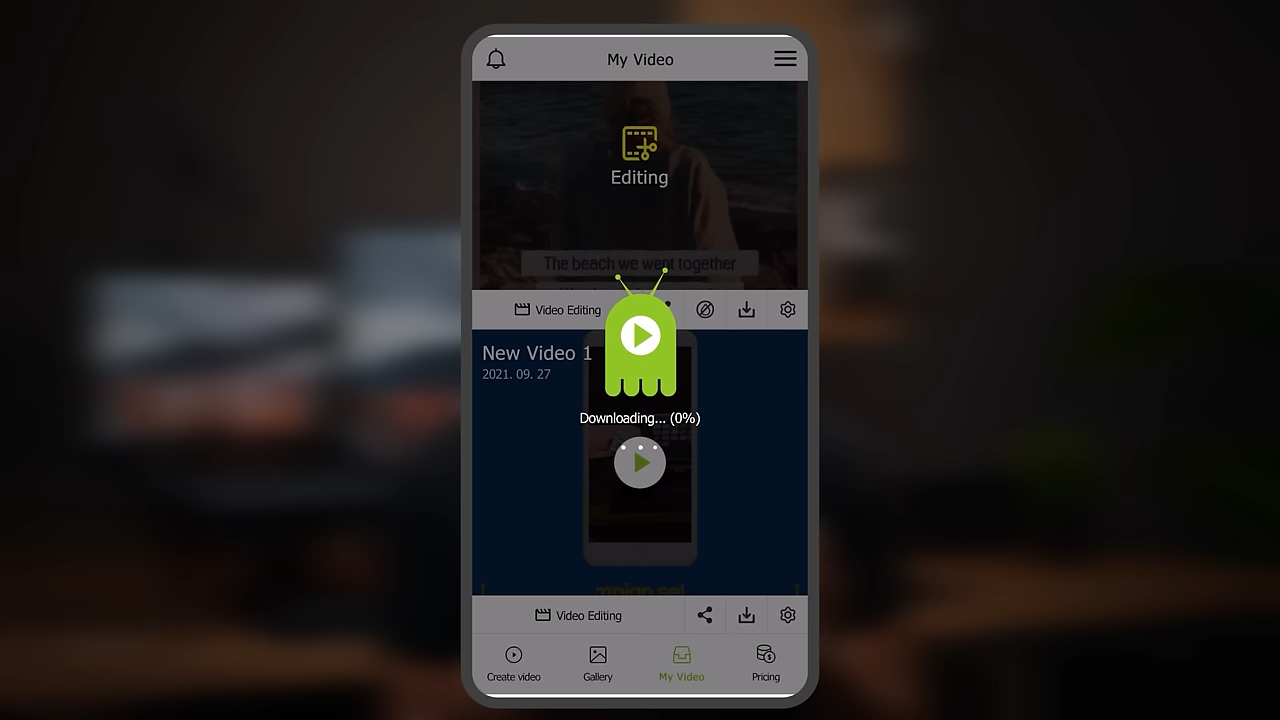 My Video
Editing
The beach we went together
Video Editing
New Video 1
2021. 09. 27
Downloading... (0%)
Video Editing
Create video
Gallery
My Video
Pricing